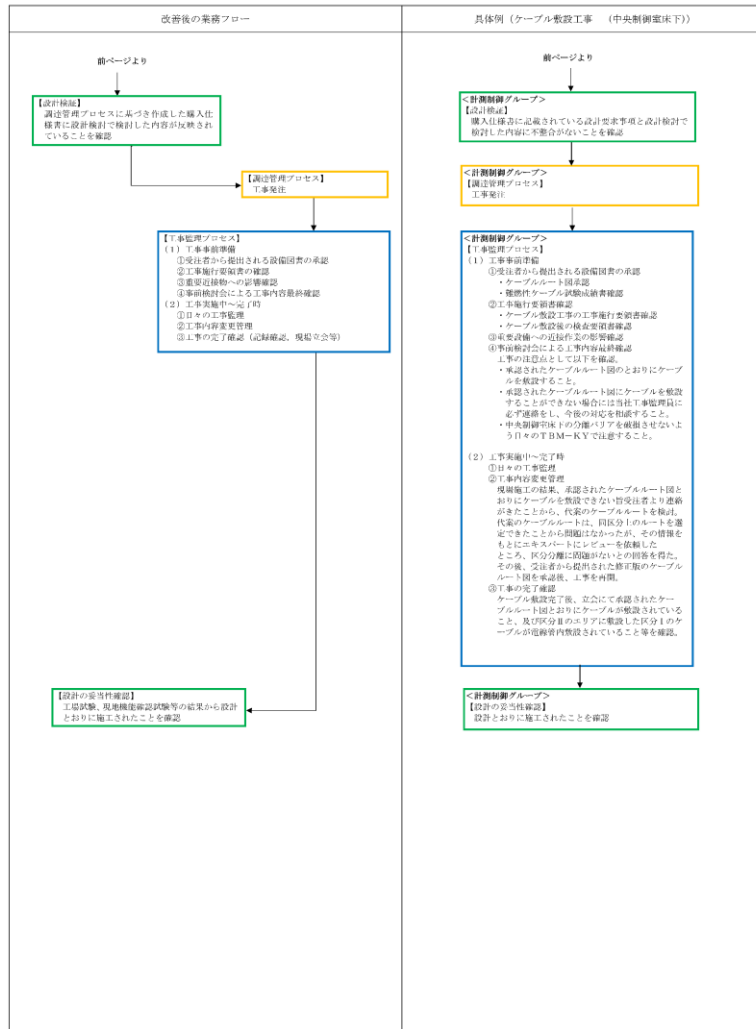 改善後の業務フロー
前ページより
【設計検証】
調達管理プロセスに基づき作成した購入仕
様書に設計検討で検討した内容が反映され
ていることを確認
【調達管理プロセス】
工事発注
【工事監理プロセス】
(1)工事事前準備
①受注者から提出される設備図書の承認
②工事施行要領書の確認
③重要近接物への影響確認
④事前検討会による工事内容最終確認
(2)工事実施中～完了時
①日々の工事監理
②工事内容変更管理
③工事の完了確認(記録確認、現場立会等)
【設計の妥当性確認】
工場試験、現地機能確認試験等の結果から設計
とおりに施工されたことを確認
具体例(ケーブル敷設工事 (中央制御室床下))
前ページより
<計測制御グループ>
【設計検証】
購入仕様書に記載されている設計要求事項と設計検討で
検討した内容に不整合がないことを確認
<計測制御グループ>
【調達管理プロセス】
工事発注
<計測制御グループ>
【工事監理プロセス】
(1)工事事前準備
①受注者から提出される設備図書の承認
・ケーブルルート図承認
・難燃性ケーブル試験成績書確認
②工事施行要領書確認
・ケーブル敷設工事の工事施行要領書確認
・ケーブル敷設後の検査要領書確認
③重要設備への近接作業の影響確認
④事前検討会による工事内容最終確認
工事の注意点として以下を確認。
・承認されたケーブルルート図のとおりにケーブ
ルを敷設すること。
・承認されたケーブルルート図にケーブルを敷設
することができない場合には当社工事監理員に
必ず連絡をし、今後の対応を相談すること。
・中央制御室床下の分離バリアを破損させないよ
う日々のTBM-KYで注意すること。
(2)工事実施中～完了時
①日々の工事監理
②工事内容変更管理
現場施工の結果、承認されたケーブルルート図と
おりにケーブルを敷設できない旨受注者より連絡
がきたことから、代案のケーブルルートを検討。
代案のケーブルルートは、同区分上のルートを選
定できたことから問題はなかったが、その情報を
もとにエキスパートにレビューを依頼した
ところ、区分分離に問題がないとの回答を得た。
その後、受注者から提出された修正版のケーブル
ルート図を承認後、工事を再開。
③工事の完了確認
ケーブル敷設完了後、立会にて承認されたケー
ブルルート図とおりにケーブルが敷設されている
こと、及び区分Ⅱのエリアに敷設した区分Ⅰのケ
ーブルが電線管内敷設されていること等を確認。
<計測制御グループ>
【設計の妥当性確認】
設計とおりに施工されたことを確認